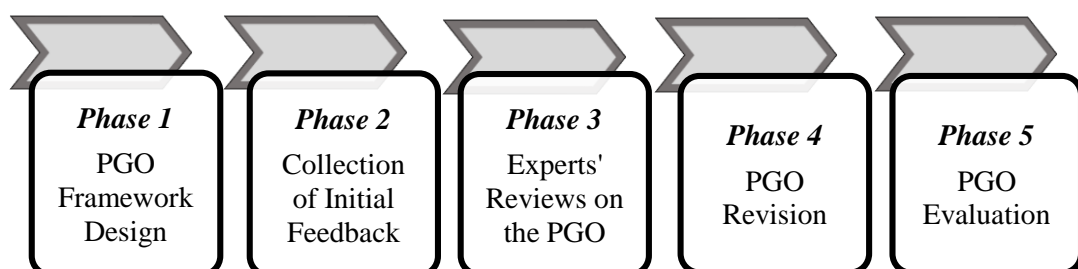 Phase 1
PGO
Framework
Design
Phase 2
Collection
of Initial
Feedback
Phase 3
Experts'
Reviews on
the PGO
Phase 4
PGO
Revision
Phase 5
PGO
Evaluation